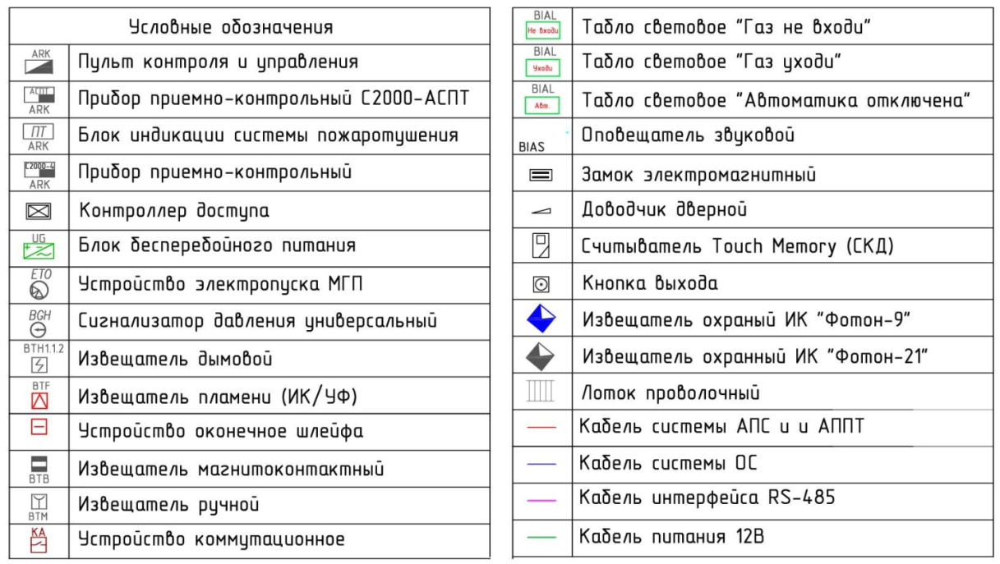 Условные обозначения
ARK
Пульт контроля и управления
АСПТ
ARK
Прибор приемно-контрольный С2000-АСПТ
ПТ
ARK
Блок индикации системы пожаротушения
С2000-4
ARK
Прибор приемно-контрольный
Контроллер доступа
UG
Блок бесперебойного питания
ETO
Устройство электропуска МГП
BGH
Сигнализатор давления универсальный
BTH1.1.2
Извещатель дымовой
BTF
Извещатель пламени (ИК/УФ)
Устройство оконечное шлейфа
BTB
Извещатель магнитоконтактный
BTM
Извещатель ручной
KA
Устройство коммутационное
BIAL
Не входи
Табло световое "Газ не входи"
BIAL
Уходи
Табло световое "Газ уходи"
BIAL
Авт.
Табло световое "Автоматика отключена"
BIAS
Оповещатель звуковой
Замок электромагнитный
Доводчик дверной
Считыватель Touch Memory (СКД)
Кнопка выхода
Извещатель охраный ИК "Фотон-9"
Извещатель охранный ИК "Фотон-21"
Лоток проволочный
Кабель системы АПС и и АППТ
Кабель системы ОС
Кабель интерфейса RS-485
Кабель питания 12В